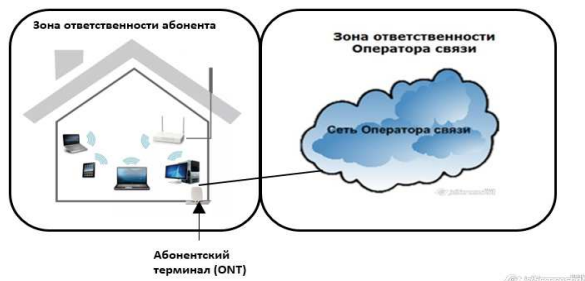 Зона ответственности абонента
Зона ответственности
Оператора связи
Сеть Оператора связи
Абонентский
терминал (ONT)